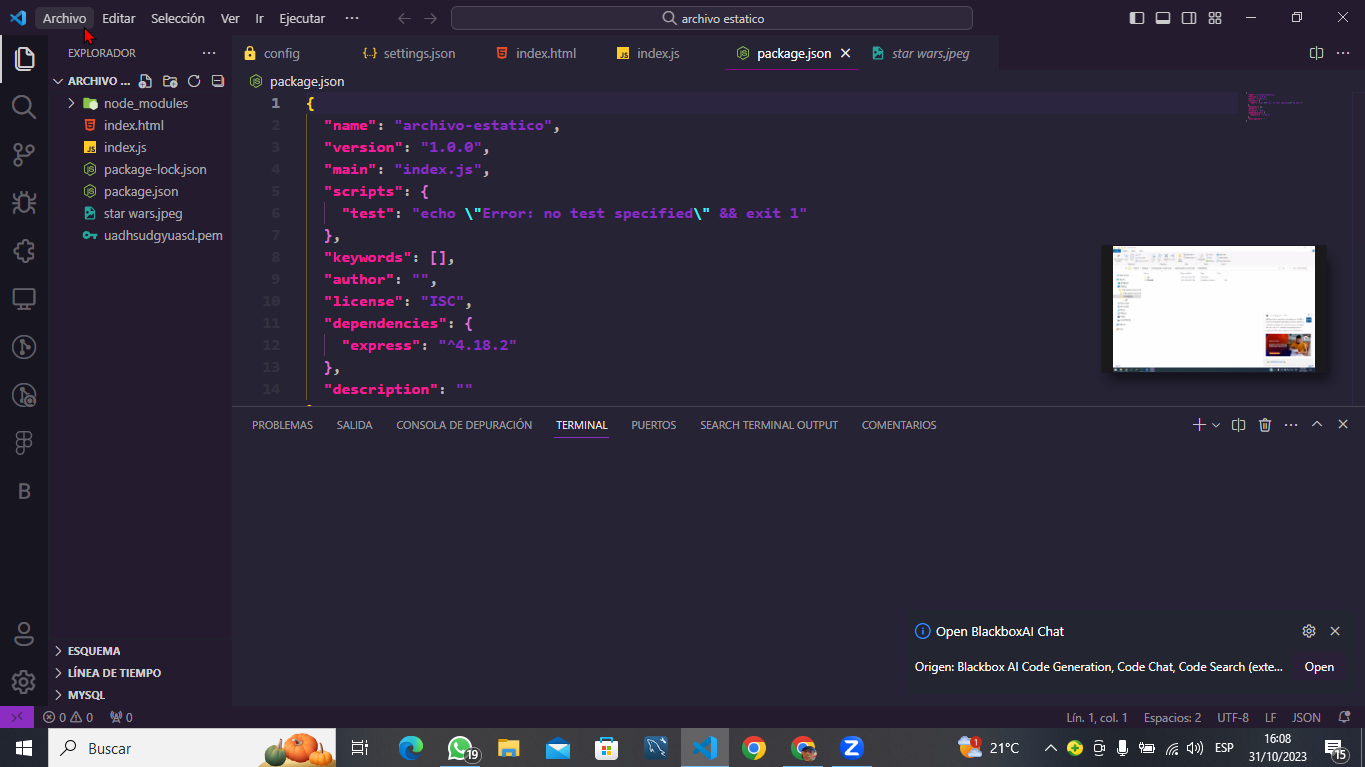 Archivo Editar Selección Ver Ir Ejecutar ··· archivo estatico
EXPLORADOR ···
ARCHIVO ...
node_modules
index.html
index.js
package-lock.json
package.json
star wars.jpeg
uadhsudgyuasd.pem
ESQUEMA
LÍNEA DE TIEMPO
MYSQL
config settings.json index.html index.js package.json star wars.jpeg
package.json
1 {
2 "name": "archivo-estatico",
3 "version": "1.0.0",
4 "main": "index.js",
5 "scripts": {
6 "test": "echo \"Error: no test specified\" && exit 1"
7 },
8 "keywords": [],
9 "author": "",
10 "license": "ISC",
11 "dependencies": {
12 "express": "^4.18.2"
13 },
14 "description": ""
PROBLEMAS SALIDA CONSOLA DE DEPURACIÓN TERMINAL PUERTOS SEARCH TERMINAL OUTPUT COMENTARIOS
Open BlackboxAI Chat
Origen: Blackbox AI Code Generation, Code Chat, Code Search (exte... Open
0 0 0 Lín. 1, col. 1 Espacios: 2 UTF-8 LF JSON
Buscar 19 1 21°C ESP 16:08 15
31/10/2023